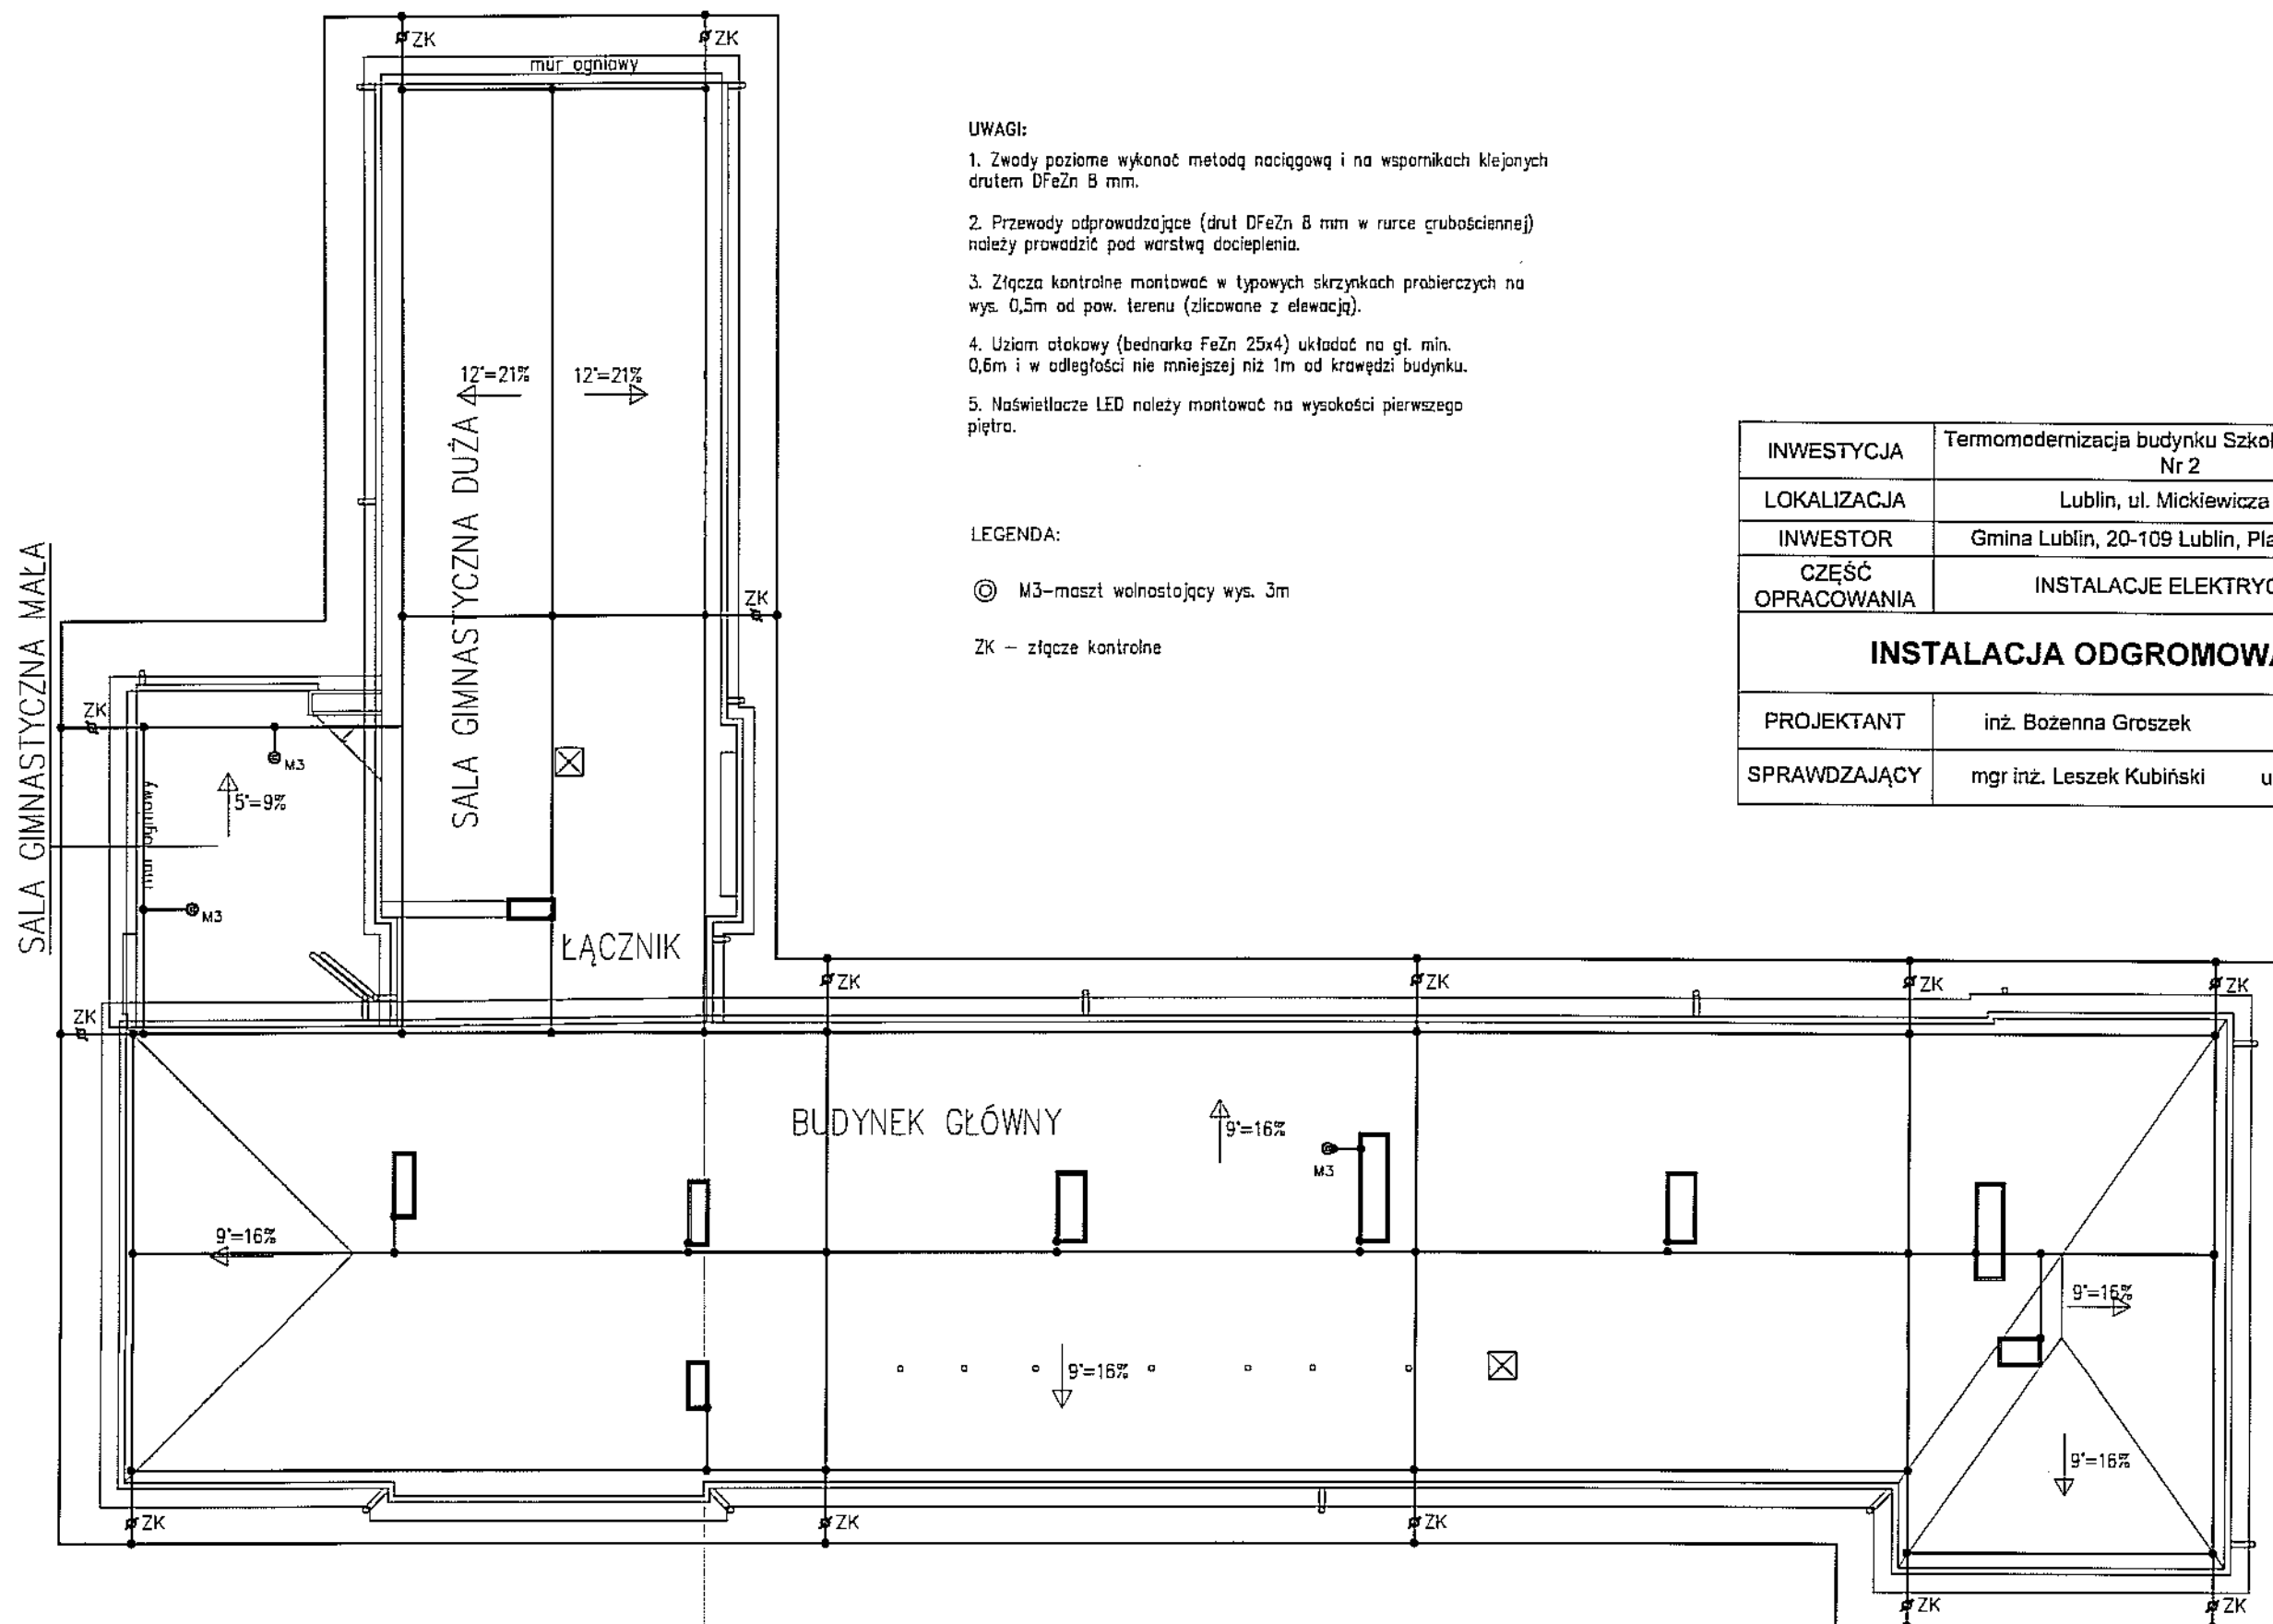 ZK
ZK
mur ogniowy
UWAGI:
1. Zwody poziome wykonać metodą naciągową i na wspornikach klejonych
drutem DFeZn 8 mm.
2. Przewody odprowadzające (drut DFeZn 8 mm w rurce grubościennej)
należy prowadzić pod warstwą docieplenia.
3. Złącza kontrolne montować w typowych skrzynkach probierczych na
wys. 0,5m od pow. terenu (zlicowane z elewacją).
4. Uziom otokowy (bednarka FeZn 25x4) układać na gł. min.
0,6m i w odległości nie mniejszej niż 1m od krawędzi budynku.
5. Naświetlacze LED należy montować na wysokości pierwszego
piętra.
LEGENDA:
M3-maszt wolnostojący wys. 3m
ZK – złącze kontrolne
INWESTYCJA
Termomodernizacja budynku Szkoł
Nr 2
LOKALIZACJA
Lublin, ul. Mickiewicza
INWESTOR
Gmina Lublin, 20-109 Lublin, Pla
CZĘŚĆ
OPRACOWANIA
INSTALACJE ELEKTRYC
INSTALACJA ODGROMOWA
PROJEKTANT
inż. Bożenna Groszek
SPRAWDZAJĄCY
mgr inż. Leszek Kubiński u
12°=21%
12°=21%
SALA GIMNASTYCZNA DUŻA
SALA GIMNASTYCZNA MAŁA
ZK
ZK
M3
5°=9%
mur ogniowy
M3
ŁĄCZNIK
ZK
ZK
ZK
ZK
ZK
BUDYNEK GŁÓWNY
9°=16%
M3
9°=16%
9°=16%
9°=16%
9°=16%
ZK
ZK
ZK
ZK
ZK